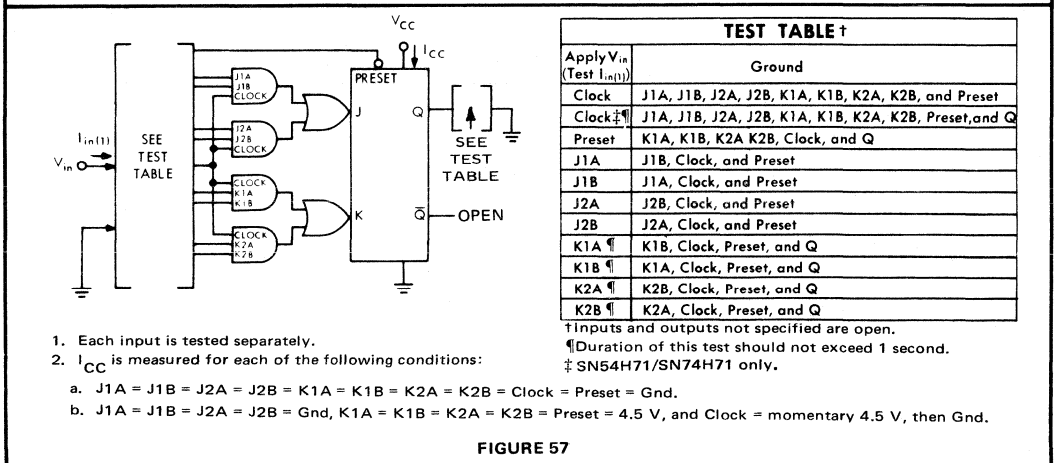 V_CC
I_CC
PRESET
J1A
J1B
CLOCK
J
Q
J2A
J2B
CLOCK
I_in(1)
V_in
SEE
TEST
TABLE
SEE
TEST
TABLE
CLOCK
K1A
K1B
K
Q̅
OPEN
CLOCK
K2A
K2B
TEST TABLE †
Apply V_in
(Test I_in(1))
Ground
Clock J1A, J1B, J2A, J2B, K1A, K1B, K2A, K2B, and Preset
Clock‡¶ J1A, J1B, J2A, J2B, K1A, K1B, K2A, K2B, Preset,and Q
Preset K1A, K1B, K2A K2B, Clock, and Q
J1A J1B, Clock, and Preset
J1B J1A, Clock, and Preset
J2A J2B, Clock, and Preset
J2B J2A, Clock, and Preset
K1A ¶ K1B, Clock, Preset, and Q
K1B ¶ K1A, Clock, Preset, and Q
K2A ¶ K2B, Clock, Preset, and Q
K2B ¶ K2A, Clock, Preset, and Q
†Inputs and outputs not specified are open.
¶Duration of this test should not exceed 1 second.
‡ SN54H71/SN74H71 only.
1. Each input is tested separately.
2. I_CC is measured for each of the following conditions:
a. J1A = J1B = J2A = J2B = K1A = K1B = K2A = K2B = Clock = Preset = Gnd.
b. J1A = J1B = J2A = J2B = Gnd, K1A = K1B = K2A = K2B = Preset = 4.5 V, and Clock = momentary 4.5 V, then Gnd.
FIGURE 57